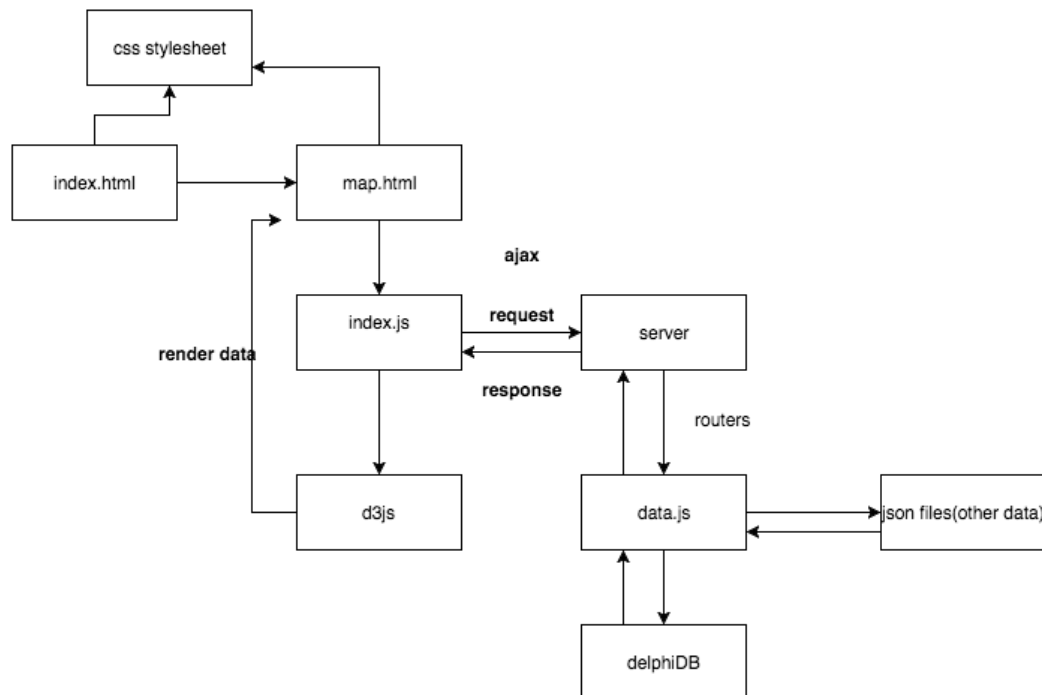 css stylesheet
index.html
map.html
ajax
index.js
request
server
render data
response
routers
d3js
data.js
json files(other data)
delphiDB